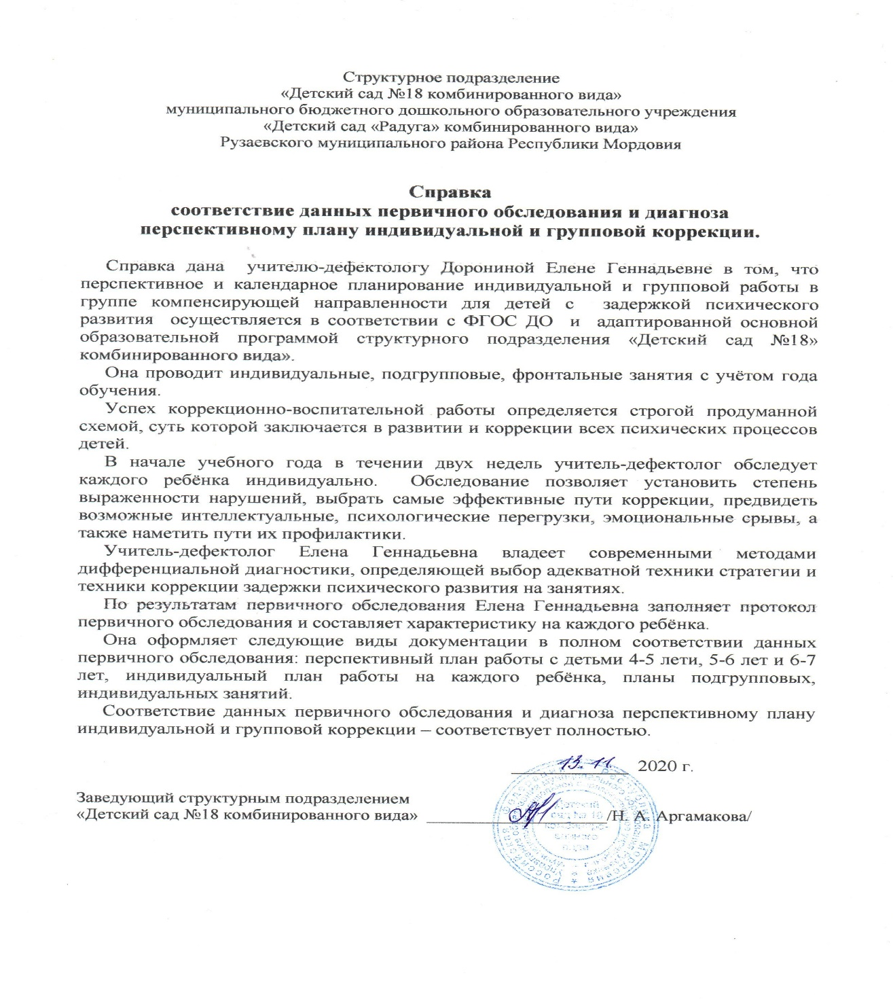 Структурное подразделение
«Детский сад №18 комбинированного вида»
муниципального бюджетного дошкольного образовательного учреждения
«Детский сад «Радуга» комбинированного вида»
Рузаевского муниципального района Республики Мордовия
Справка
соответствие данных первичного обследования и диагноза
перспективному плану индивидуальной и групповой коррекции.
Справка дана учителю-дефектологу Дорониной Елене Геннадьевне в том, что
перспективное и календарное планирование индивидуальной и групповой работы в
группе компенсирующей направленности для детей с задержкой психического
развития осуществляется в соответствии с ФГОС ДО и адаптированной основной
образовательной программой структурного подразделения «Детский сад №18»
комбинированного вида».
Она проводит индивидуальные, подгрупповые, фронтальные занятия с учётом года
обучения.
Успех коррекционно-воспитательной работы определяется строгой продуманной
схемой, суть которой заключается в развитии и коррекции всех психических процессов
детей.
В начале учебного года в течении двух недель учитель-дефектолог обследует
каждого ребёнка индивидуально. Обследование позволяет установить степень
выраженности нарушений, выбрать самые эффективные пути коррекции, предвидеть
возможные интеллектуальные, психологические перегрузки, эмоциональные срывы, а
также наметить пути их профилактики.
Учитель-дефектолог Елена Геннадьевна владеет современными методами
дифференциальной диагностики, определяющей выбор адекватной техники стратегии и
техники коррекции задержки психического развития на занятиях.
По результатам первичного обследования Елена Геннадьевна заполняет протокол
первичного обследования и составляет характеристику на каждого ребёнка.
Она оформляет следующие виды документации в полном соответствии данных
первичного обследования: перспективный план работы с детьми 4-5 лети, 5-6 лет и 6-7
лет, индивидуальный план работы на каждого ребёнка, планы подгрупповых,
индивидуальных занятий.
Соответствие данных первичного обследования и диагноза перспективному плану
индивидуальной и групповой коррекции – соответствует полностью.
13.11. 2020 г.
Заведующий структурным подразделением
«Детский сад №18 комбинированного вида» /Н. А. Аргамакова/
Российская Федерация Республика Мордовия
Детский
сад №